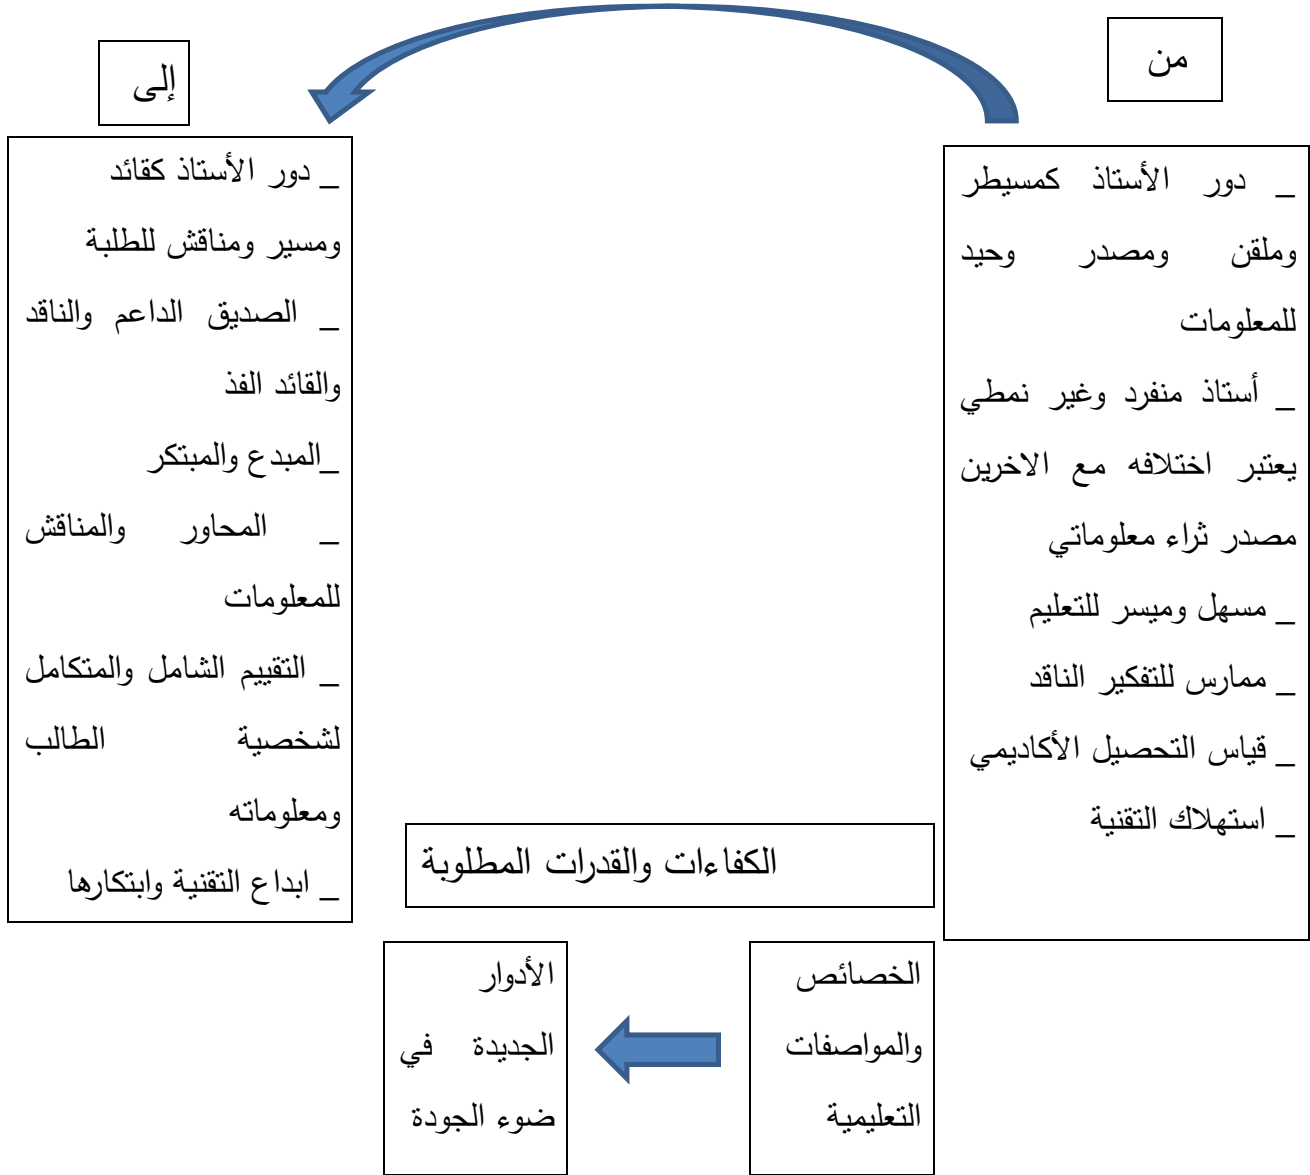 من
إلى
_ دور الأستاذ كمسيطر
وملقن ومصدر وحيد
للمعلومات
_ أستاذ منفرد وغير نمطي
يعتبر اختلافه مع الاخرين
مصدر ثراء معلوماتي
_ مسهل وميسر للتعليم
_ ممارس للتفكير الناقد
_ قياس التحصيل الأكاديمي
_ استهلاك التقنية
_ دور الأستاذ كقائد
ومسير ومناقش للطلبة
_ الصديق الداعم والناقد
والقائد الفذ
_المبدع والمبتكر
_ المحاور والمناقش
للمعلومات
_ التقييم الشامل والمتكامل
لشخصية الطالب
ومعلوماته
_ ابداع التقنية وابتكارها
الكفاءات والقدرات المطلوبة
الخصائص
والمواصفات
التعليمية
الأدوار
الجديدة في
ضوء الجودة